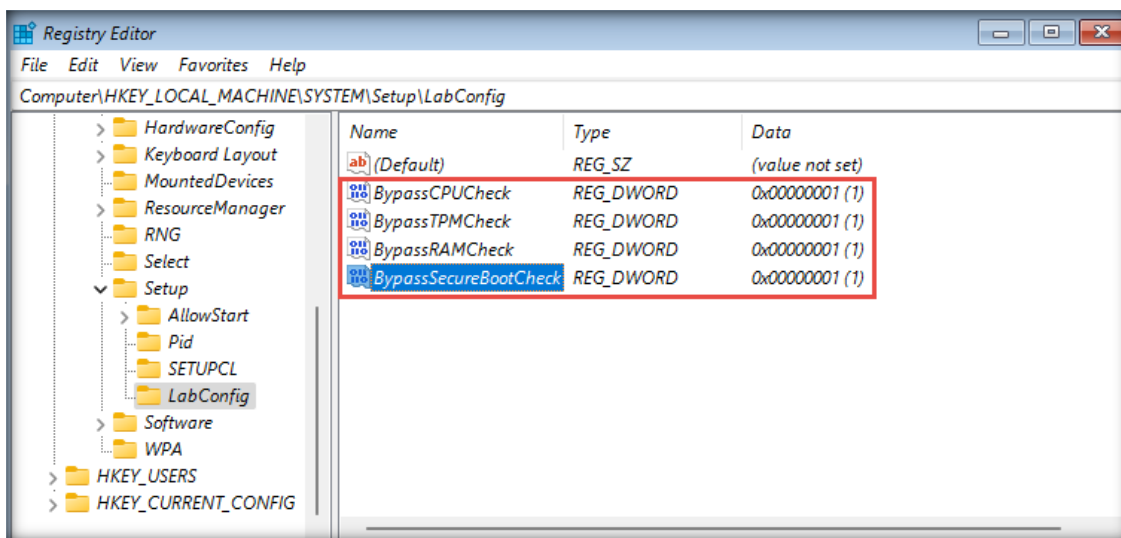 Registry Editor
File Edit View Favorites Help
Computer\HKEY_LOCAL_MACHINE\SYSTEM\Setup\LabConfig
HardwareConfig
Keyboard Layout
MountedDevices
ResourceManager
RNG
Select
Setup
AllowStart
Pid
SETUPCL
LabConfig
Software
WPA
HKEY_USERS
HKEY_CURRENT_CONFIG
Name Type Data
(Default) REG_SZ (value not set)
BypassCPUCheck REG_DWORD 0x00000001 (1)
BypassTPMCheck REG_DWORD 0x00000001 (1)
BypassRAMCheck REG_DWORD 0x00000001 (1)
BypassSecureBootCheck REG_DWORD 0x00000001 (1)